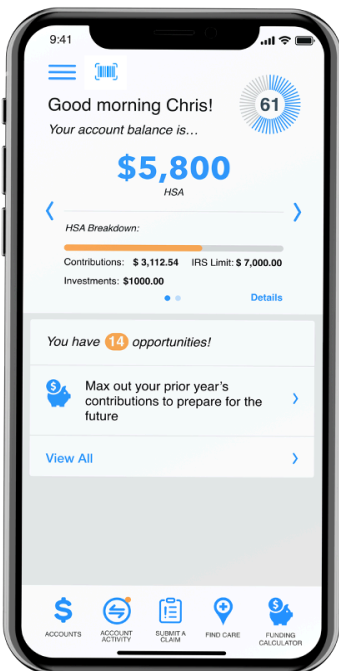 9:41
Good morning Chris!
61
Your account balance is...
$5,800
HSA
HSA Breakdown:
Contributions: $ 3,112.54 IRS Limit: $ 7,000.00
Investments: $1000.00
Details
You have 14 opportunities!
Max out your prior year's
contributions to prepare for the
future
View All
ACCOUNTS
ACCOUNT
ACTIVITY
SUBMIT A
CLAIM
FIND CARE
FUNDING
CALCULATOR